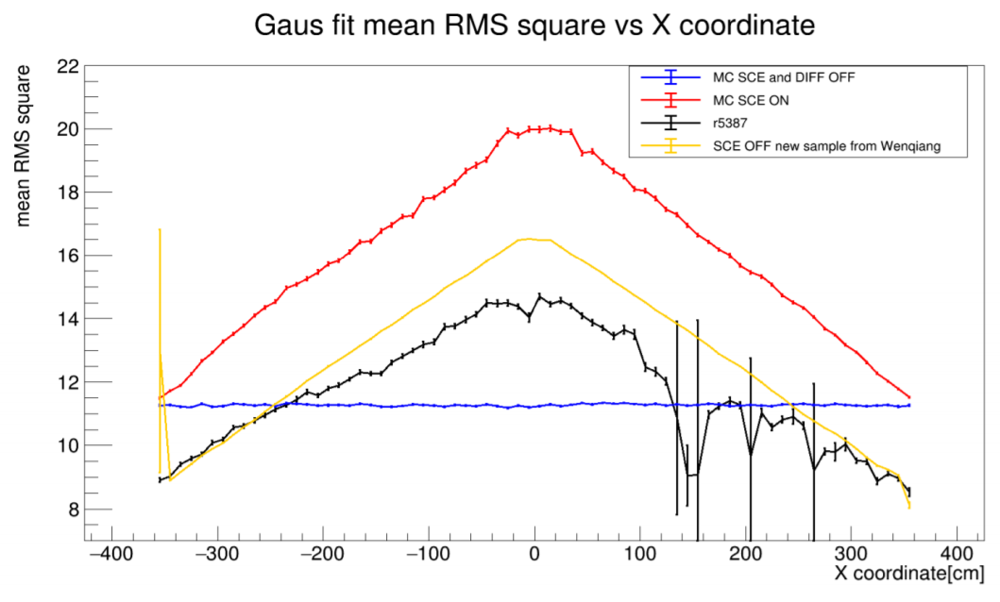 Gaus fit mean RMS square vs X coordinate
mean RMS square
22
20
18
16
14
12
10
8
MC SCE and DIFF OFF
MC SCE ON
r5387
SCE OFF new sample from Wenqiang
−400 −300 −200 −100 0 100 200 300 400
X coordinate[cm]